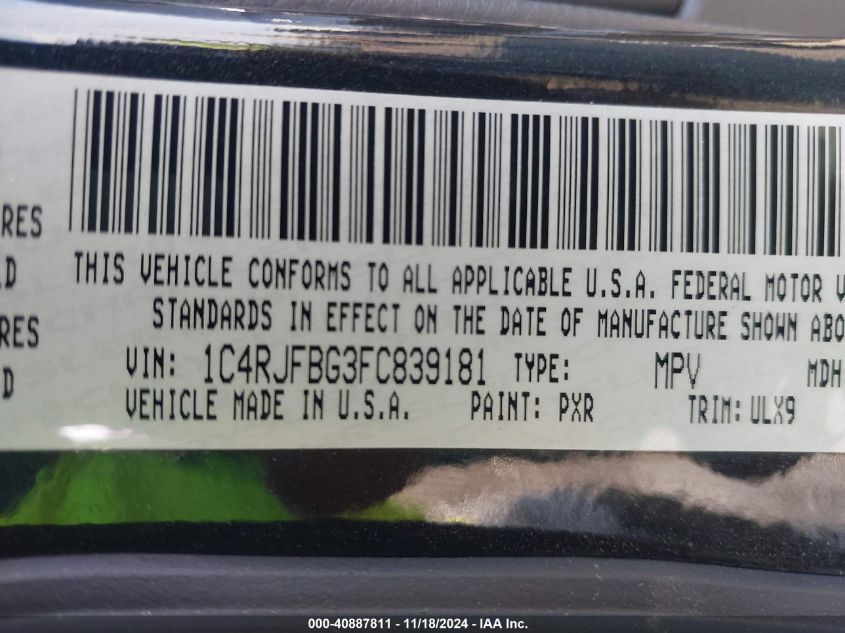 RES
D
RES
D
THIS VEHICLE CONFORMS TO ALL APPLICABLE U.S.A. FEDERAL MOTOR V
STANDARDS IN EFFECT ON THE DATE OF MANUFACTURE SHOWN ABO
VIN: 1C4RJFBG3FC839181 TYPE: MPV MDH
VEHICLE MADE IN U.S.A. PAINT: PXR TRIM: ULX9
000-40887811 - 11/18/2024 - IAA Inc.